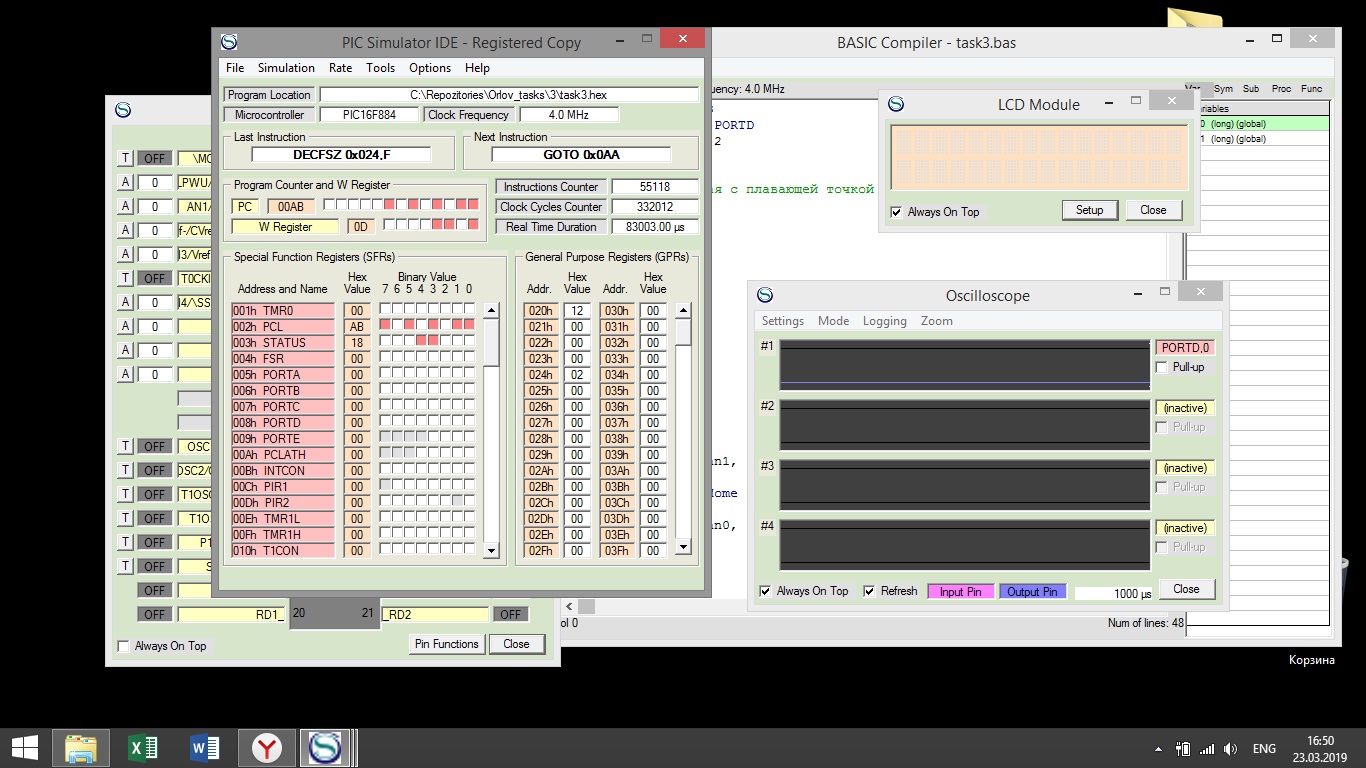 PIC Simulator IDE - Registered Copy
File Simulation Rate Tools Options Help
Program Location C:\Repozitories\Orlov_tasks\3\task3.hex
Microcontroller PIC16F884 Clock Frequency 4.0 MHz
Last Instruction Next Instruction
DECFSZ 0x024,F GOTO 0x0AA
Program Counter and W Register
PC 00AB
W Register 0D
Instructions Counter 55118
Clock Cycles Counter 332012
Real Time Duration 83003.00 µs
Special Function Registers (SFRs)
Hex Binary Value
Address and Name Value 7 6 5 4 3 2 1 0
001h TMR0 00
002h PCL AB
003h STATUS 18
004h FSR 00
005h PORTA 00
006h PORTB 00
007h PORTC 00
008h PORTD 00
009h PORTE 00
00Ah PCLATH 00
00Bh INTCON 00
00Ch PIR1 00
00Dh PIR2 00
00Eh TMR1L 00
00Fh TMR1H 00
010h T1CON 00
General Purpose Registers (GPRs)
Hex Hex
Addr. Value Addr. Value
020h 12 030h 00
021h 00 031h 00
022h 00 032h 00
023h 00 033h 00
024h 02 034h 00
025h 00 035h 00
026h 00 036h 00
027h 00 037h 00
028h 00 038h 00
029h 00 039h 00
02Ah 00 03Ah 00
02Bh 00 03Bh 00
02Ch 00 03Ch 00
02Dh 00 03Dh 00
02Eh 00 03Eh 00
02Fh 00 03Fh 00
T OFF \MC
A 0
A 0 AN1/
A 0 f-/CVre
A 0 3/Vref
T OFF T0CKI
A 0 4/\SS
A 0
A 0
A 0
T OFF OSC
T OFF OSC2/
T OFF T1OSC
T OFF T1O
T OFF P1
T OFF S
OFF
OFF RD1_ 20 21 _RD2 OFF
Always On Top Pin Functions Close
BASIC Compiler - task3.bas
uency: 4.0 MHz
Sym Sub Proc Func
PORTD
2
ая с плавающей точкой
an1,
Home
an0,
ariables
0 (long) (global)
1 (long) (global)
ol 0 Num of lines: 48
LCD Module
Always On Top Setup Close
Oscilloscope
Settings Mode Logging Zoom
#1 PORTD,0
Pull-up
#2 (inactive)
Pull-up
#3 (inactive)
Pull-up
#4 (inactive)
Pull-up
Always On Top Refresh Input Pin Output Pin 1000 µs Close
Корзина
ENG 16:50
23.03.2019